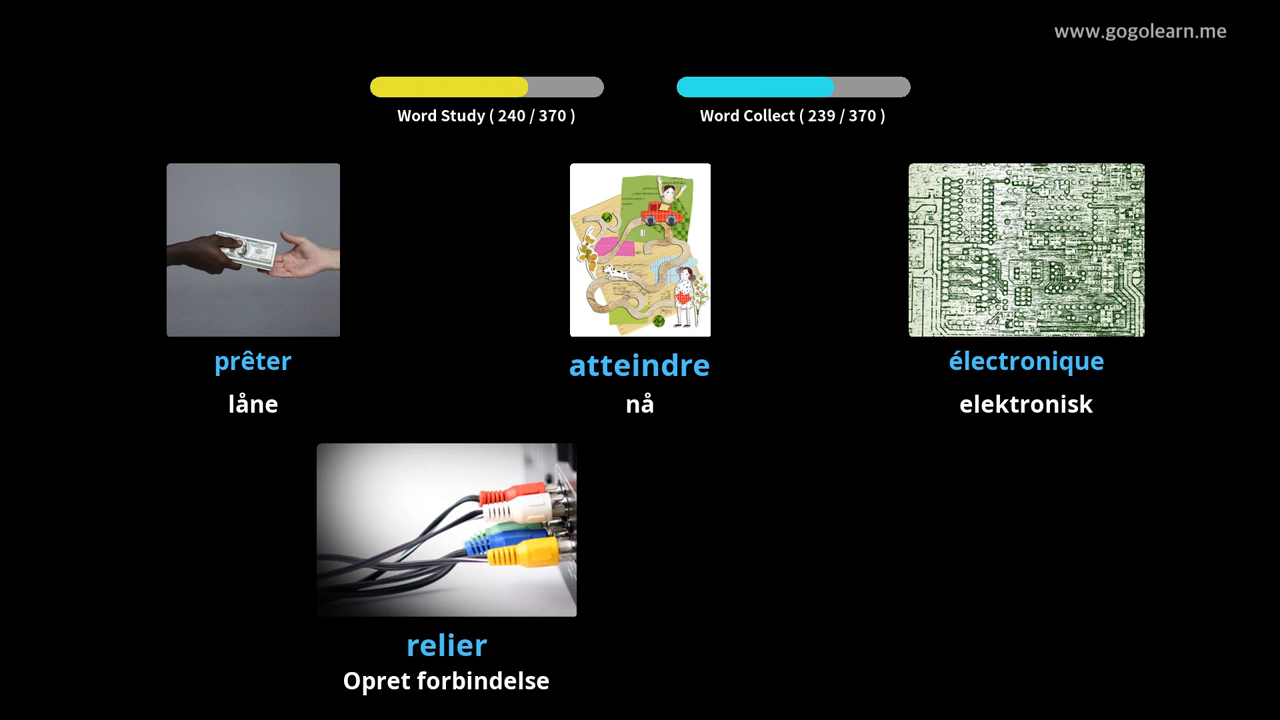 www.gogolearn.me
Word Study ( 240 / 370 )
Word Collect ( 239 / 370 )
prêter
atteindre
électronique
låne
nå
elektronisk
relier
Opret forbindelse